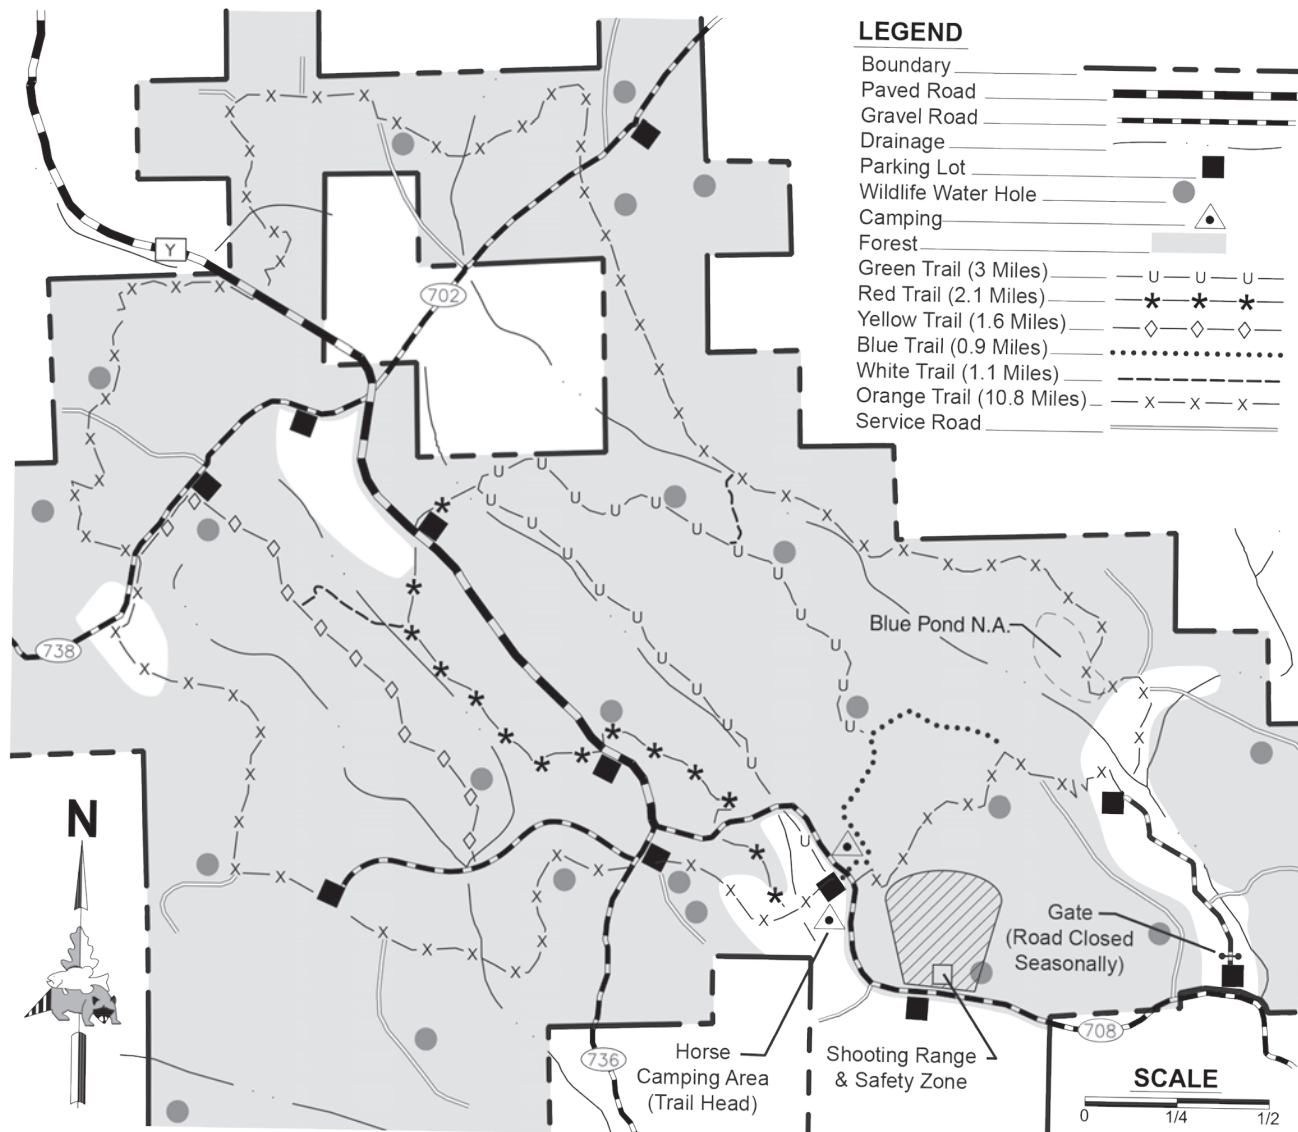 LEGEND
Boundary
Paved Road
Gravel Road
Drainage
Parking Lot
Wildlife Water Hole
Camping
Forest
Green Trail (3 Miles)
Red Trail (2.1 Miles)
Yellow Trail (1.6 Miles)
Blue Trail (0.9 Miles)
White Trail (1.1 Miles)
Orange Trail (10.8 Miles)
Service Road
Y
702
738
Blue Pond N.A.
N
Gate
(Road Closed
Seasonally)
708
736
Horse
Camping Area
(Trail Head)
Shooting Range
& Safety Zone
SCALE
0 1/4 1/2